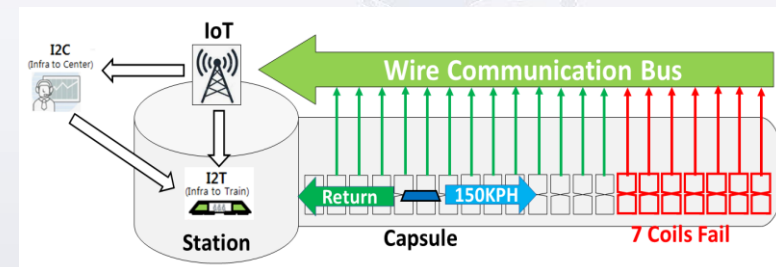 IoT
I2C
(Infra to Center)
Wire Communication Bus
I2T
(Infra to Train)
Return
150KPH
Station
Capsule
7 Coils Fail